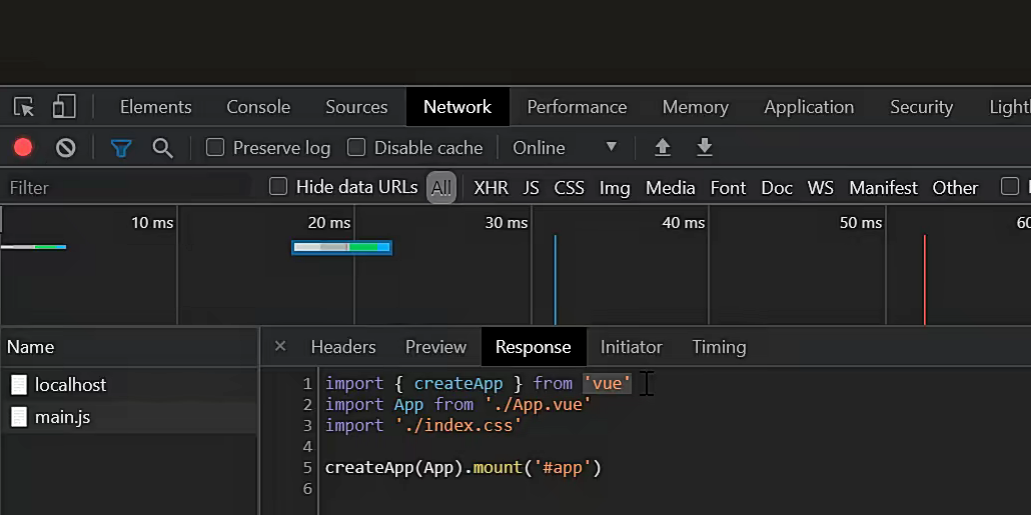 Elements Console Sources Network Performance Memory Application Security
Preserve log Disable cache Online
Filter Hide data URLs All XHR JS CSS Img Media Font Doc WS Manifest Other
10 ms 20 ms 30 ms 40 ms 50 ms
Name × Headers Preview Response Initiator Timing
localhost
main.js
1 import { createApp } from 'vue'
2 import App from './App.vue'
3 import './index.css'
4
5 createApp(App).mount('#app')
6